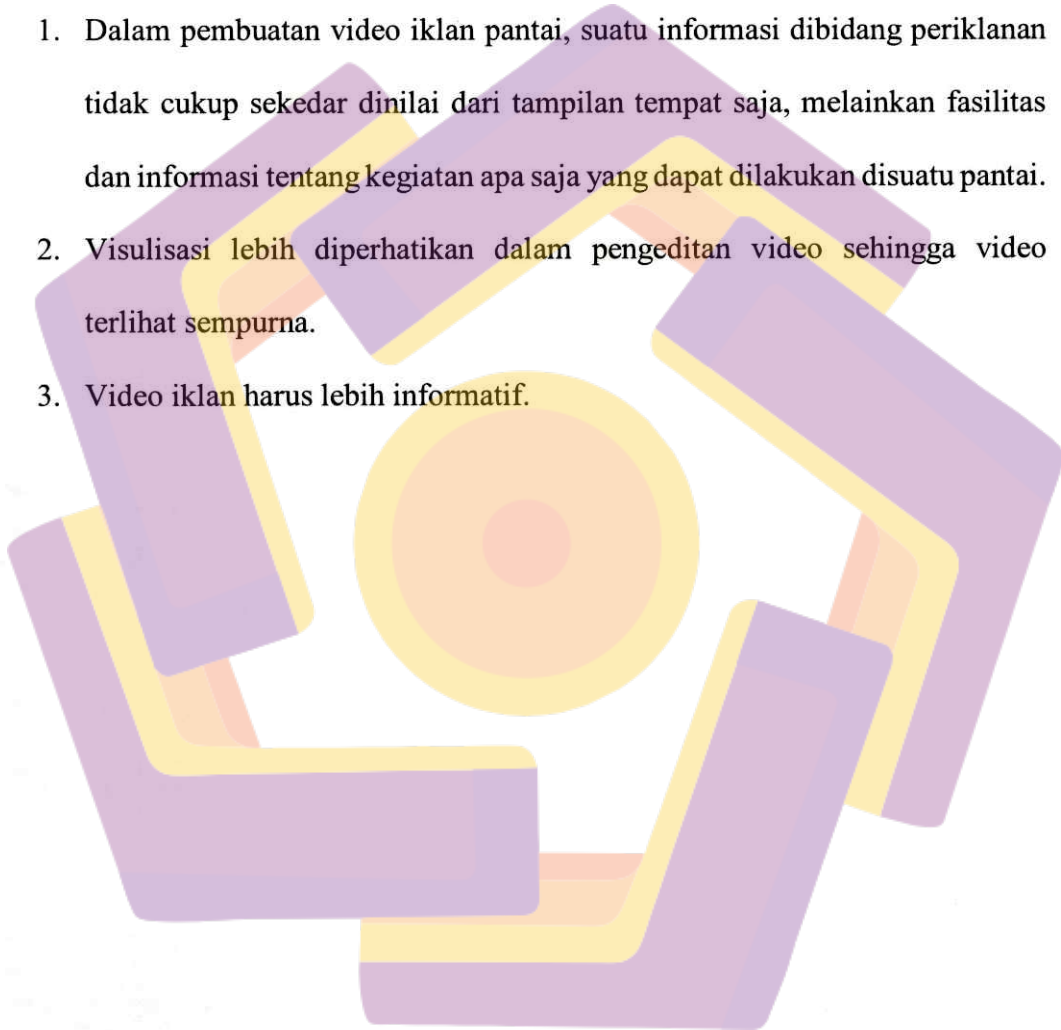 1. Dalam pembuatan video iklan pantai, suatu informasi dibidang periklanan
tidak cukup sekedar dinilai dari tampilan tempat saja, melainkan fasilitas
dan informasi tentang kegiatan apa saja yang dapat dilakukan disuatu pantai.
2. Visulisasi lebih diperhatikan dalam pengeditan video sehingga video
terlihat sempurna.
3. Video iklan harus lebih informatif.